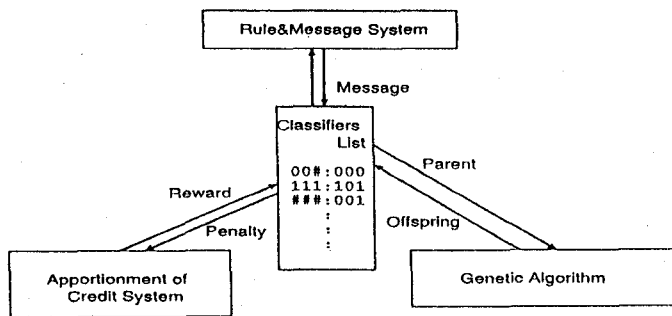 Rule&Message System
Message
Classifiers
List
00#:000
111:101
###:001
:
:
:
Reward
Penalty
Parent
Offspring
Apportionment of
Credit System
Genetic Algorithm